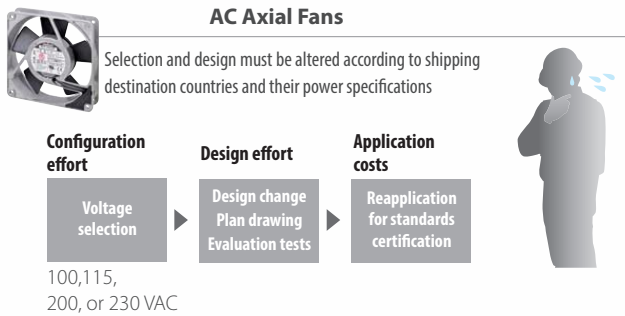 AC Axial Fans
Selection and design must be altered according to shipping
destination countries and their power specifications
Configuration
effort
Design effort
Application
costs
Voltage
selection
Design change
Plan drawing
Evaluation tests
Reapplication
for standards
certification
100,115,
200, or 230 VAC